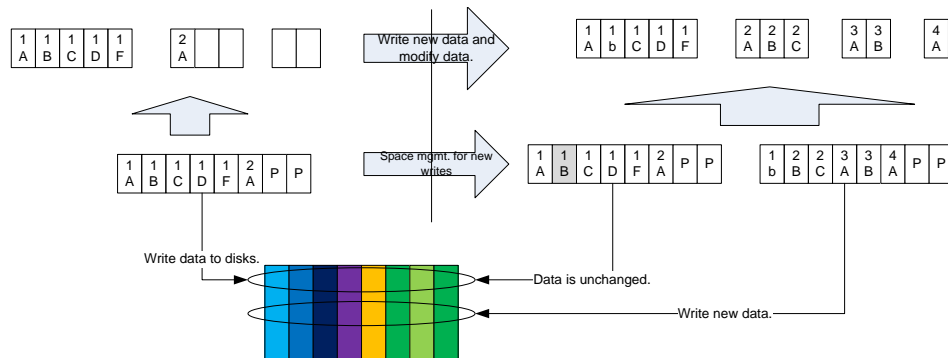 1 1 1 1 1
A B C D F
2
A
Write new data and
modify data.
1 1 1 1 1
A b C D F
2 2 2
A B C
3 3
A B
4
A
1 1 1 1 1 2 P P
A B C D F A
Space mgmt. for new
writes
1 1 1 1 1 2 P P
A B C D F A
1 2 2 3 3 4 P P
b B C A B A
Write data to disks.
Data is unchanged.
Write new data.